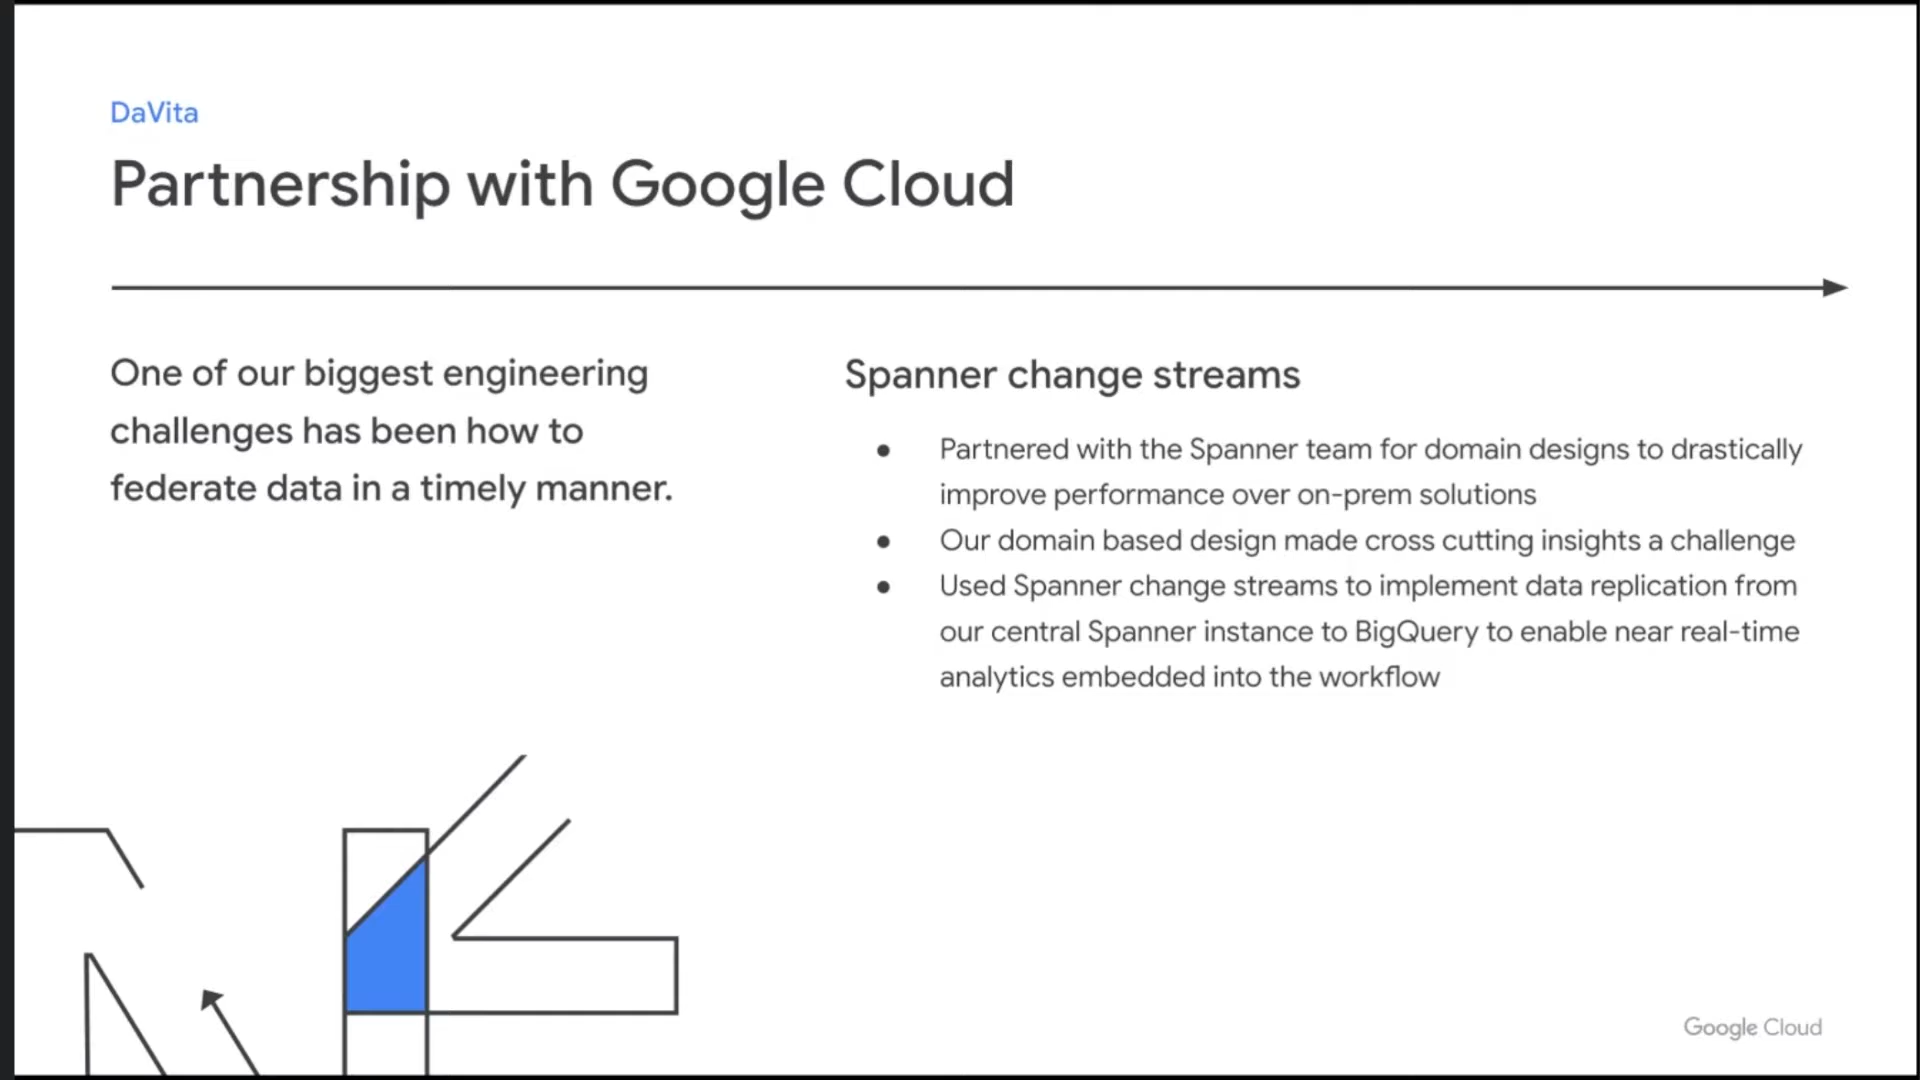 DaVita
Partnership with Google Cloud
One of our biggest engineering
challenges has been how to
federate data in a timely manner.
Spanner change streams
● Partnered with the Spanner team for domain designs to drastically
improve performance over on-prem solutions
● Our domain based design made cross cutting insights a challenge
● Used Spanner change streams to implement data replication from
our central Spanner instance to BigQuery to enable near real-time
analytics embedded into the workflow
Google Cloud